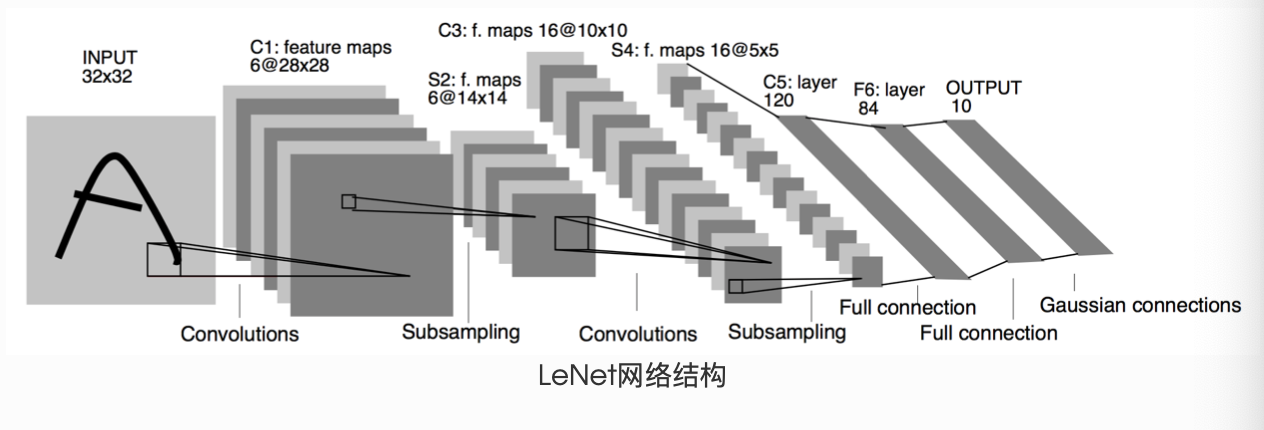 INPUT
32x32
C1: feature maps
6@28x28
S2: f. maps
6@14x14
C3: f. maps 16@10x10
S4: f. maps 16@5x5
C5: layer
120
F6: layer
84
OUTPUT
10
Convolutions
Subsampling
Convolutions
Subsampling
Full connection
Full connection
Gaussian connections
LeNet网络结构